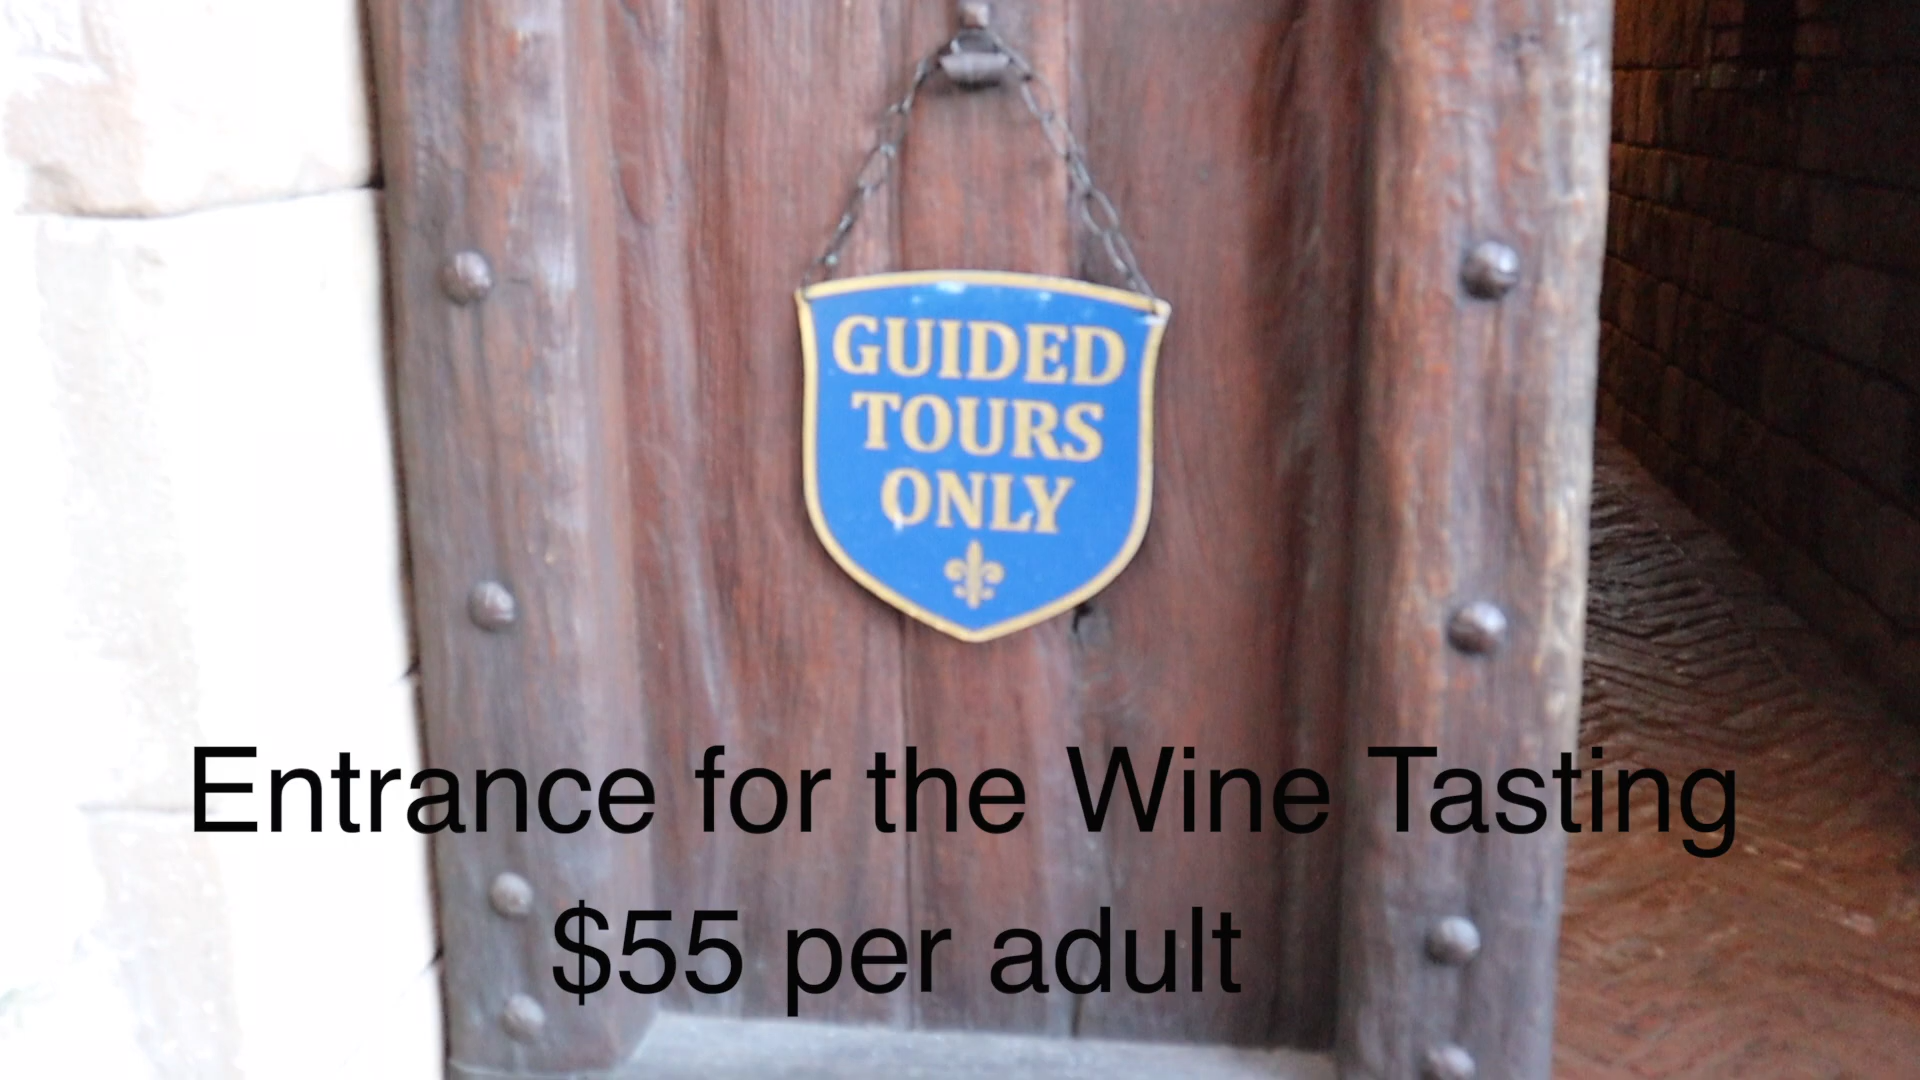 GUIDED
TOURS
ONLY
Entrance for the Wine Tasting
$55 per adult